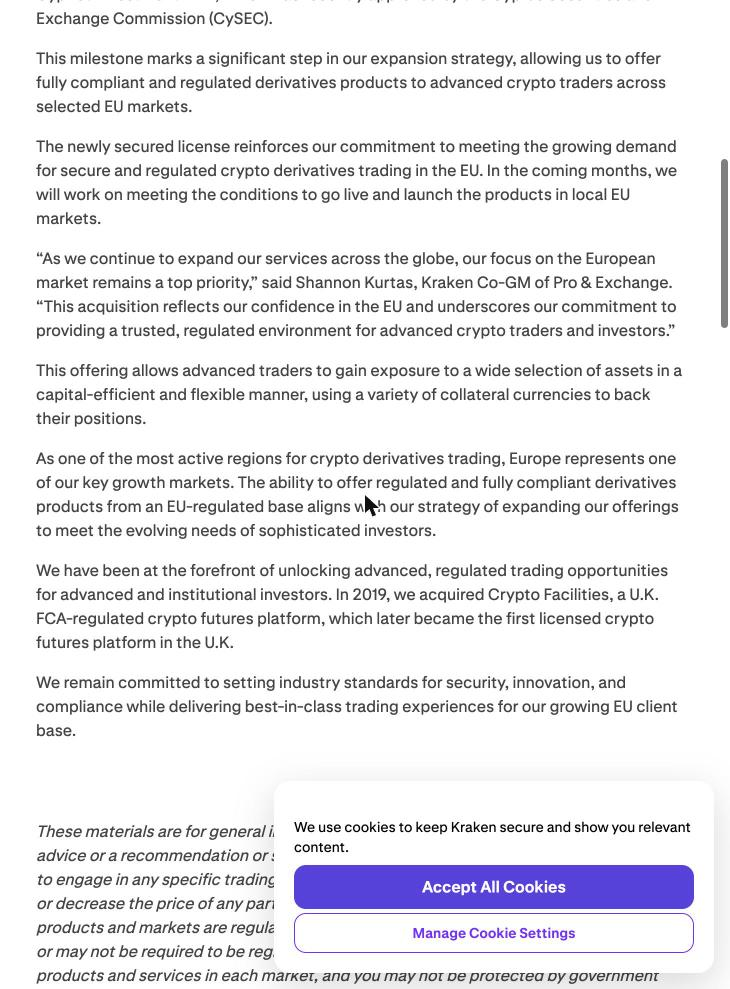 Exchange Commission (CySEC).
This milestone marks a significant step in our expansion strategy, allowing us to offer
fully compliant and regulated derivatives products to advanced crypto traders across
selected EU markets.
The newly secured license reinforces our commitment to meeting the growing demand
for secure and regulated crypto derivatives trading in the EU. In the coming months, we
will work on meeting the conditions to go live and launch the products in local EU
markets.
“As we continue to expand our services across the globe, our focus on the European
market remains a top priority,” said Shannon Kurtas, Kraken Co-GM of Pro & Exchange.
“This acquisition reflects our confidence in the EU and underscores our commitment to
providing a trusted, regulated environment for advanced crypto traders and investors.”
This offering allows advanced traders to gain exposure to a wide selection of assets in a
capital-efficient and flexible manner, using a variety of collateral currencies to back
their positions.
As one of the most active regions for crypto derivatives trading, Europe represents one
of our key growth markets. The ability to offer regulated and fully compliant derivatives
products from an EU-regulated base aligns with our strategy of expanding our offerings
to meet the evolving needs of sophisticated investors.
We have been at the forefront of unlocking advanced, regulated trading opportunities
for advanced and institutional investors. In 2019, we acquired Crypto Facilities, a U.K.
FCA-regulated crypto futures platform, which later became the first licensed crypto
futures platform in the U.K.
We remain committed to setting industry standards for security, innovation, and
compliance while delivering best-in-class trading experiences for our growing EU client
base.
These materials are for general
advice or a recommendation or
to engage in any specific trading
or decrease the price of any
products and markets are
or may not be required to be
products and services in each market, and you may not be protected by government
We use cookies to keep Kraken secure and show you relevant
content.
Accept All Cookies
Manage Cookie Settings